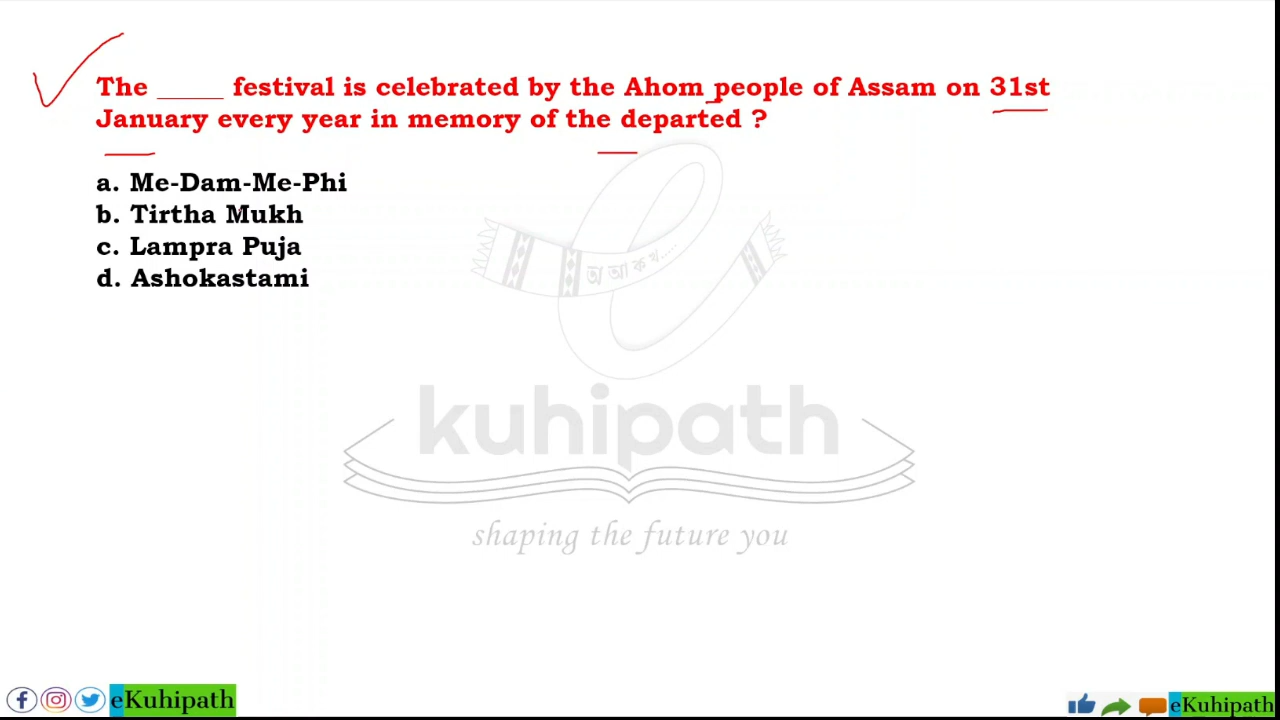 The _____ festival is celebrated by the Ahom people of Assam on 31st
January every year in memory of the departed ?
a. Me-Dam-Me-Phi
b. Tirtha Mukh
c. Lampra Puja
d. Ashokastami
অ আ ক খ.....
kuhipath
shaping the future you
eKuhipath
eKuhipath